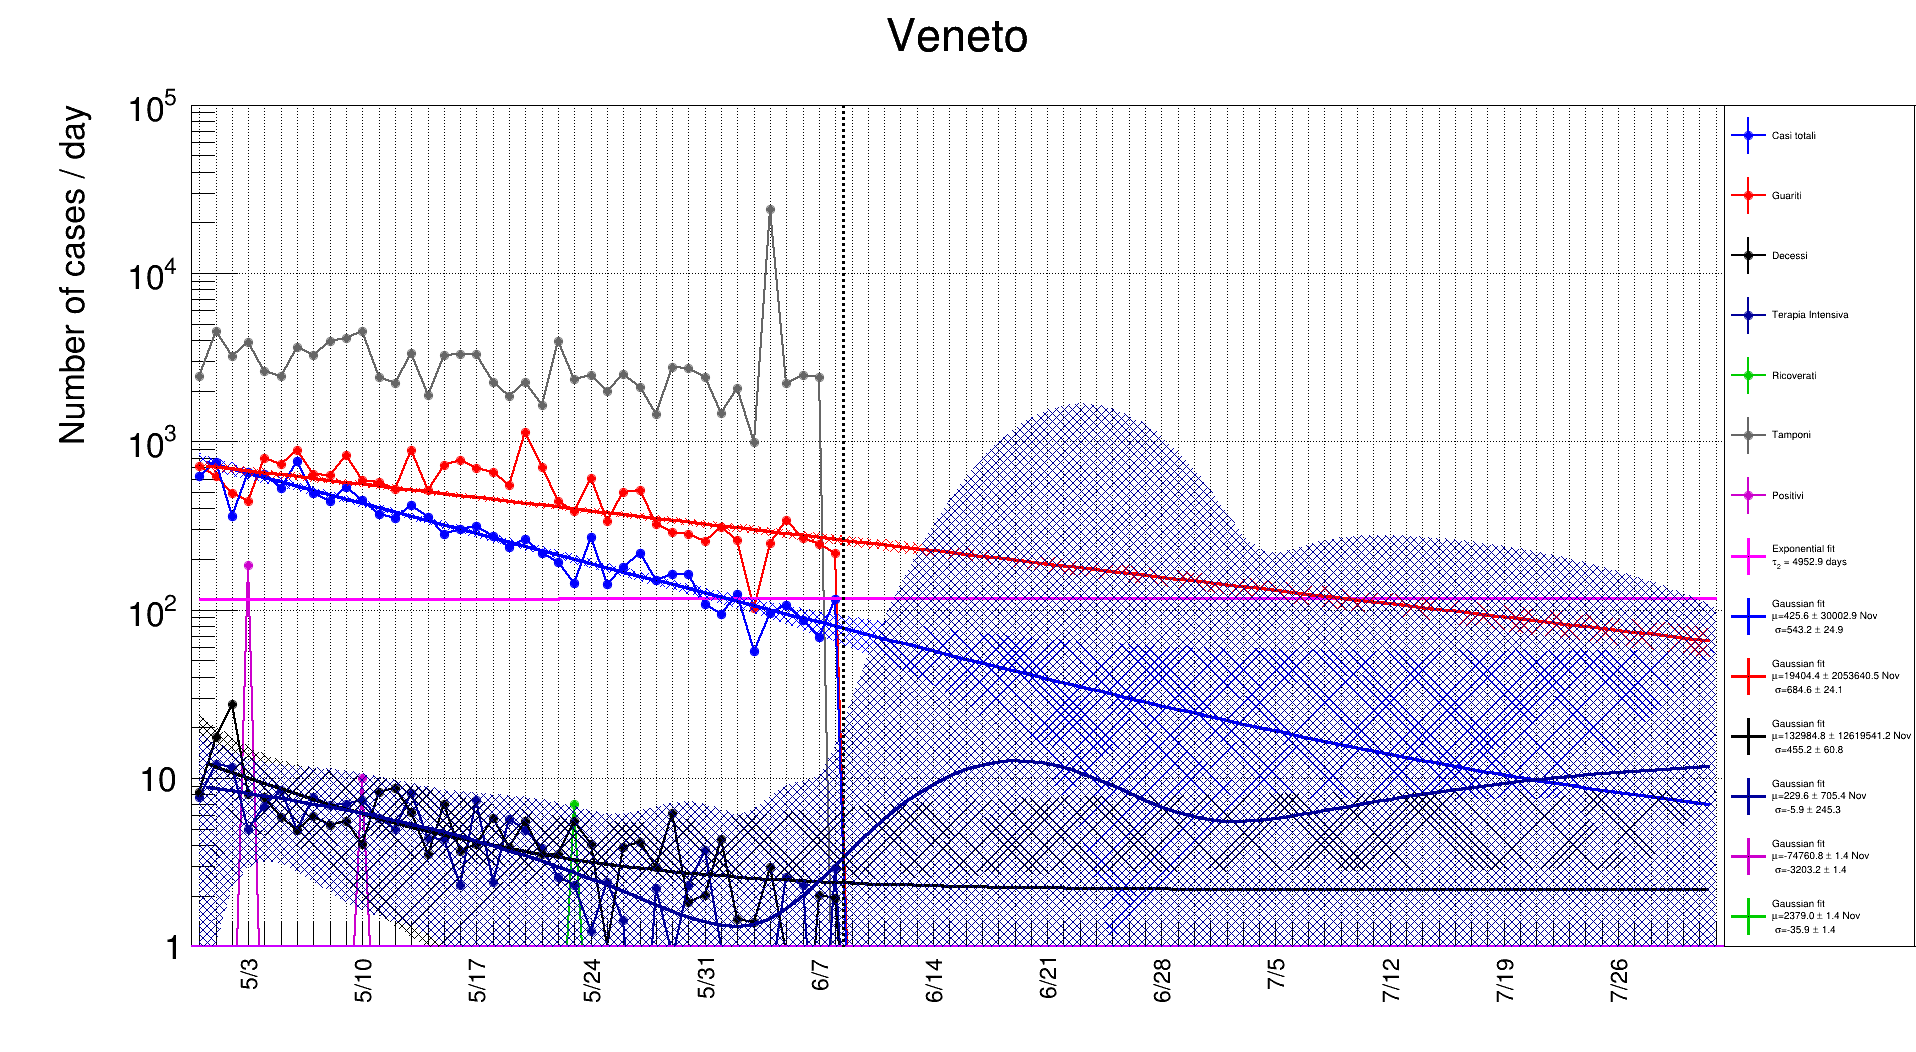 Veneto
Number of cases / day
10^5
10^4
10^3
10^2
10
1
5/3
5/10
5/17
5/24
5/31
6/7
6/14
6/21
6/28
7/5
7/12
7/19
7/26
Casi totali
Guariti
Decessi
Terapia Intensiva
Ricoverati
Tamponi
Positivi
Exponential fit
τ₂ = 4952.9 days
Gaussian fit
μ=425.6 ± 30002.9 Nov
σ=543.2 ± 24.9
Gaussian fit
μ=19404.4 ± 2053640.5 Nov
σ=684.6 ± 24.1
Gaussian fit
μ=132984.8 ± 12619541.2 Nov
σ=455.2 ± 60.8
Gaussian fit
μ=229.6 ± 705.4 Nov
σ=-5.9 ± 245.3
Gaussian fit
μ=-74760.8 ± 1.4 Nov
σ=-3203.2 ± 1.4
Gaussian fit
μ=2379.0 ± 1.4 Nov
σ=-35.9 ± 1.4